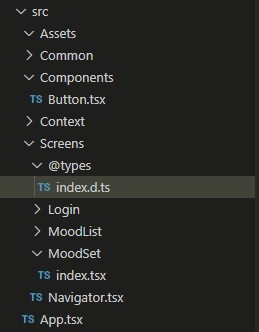 src
Assets
Common
Components
TS Button.tsx
Context
Screens
@types
TS index.d.ts
Login
MoodList
MoodSet
TS index.tsx
TS Navigator.tsx
TS App.tsx